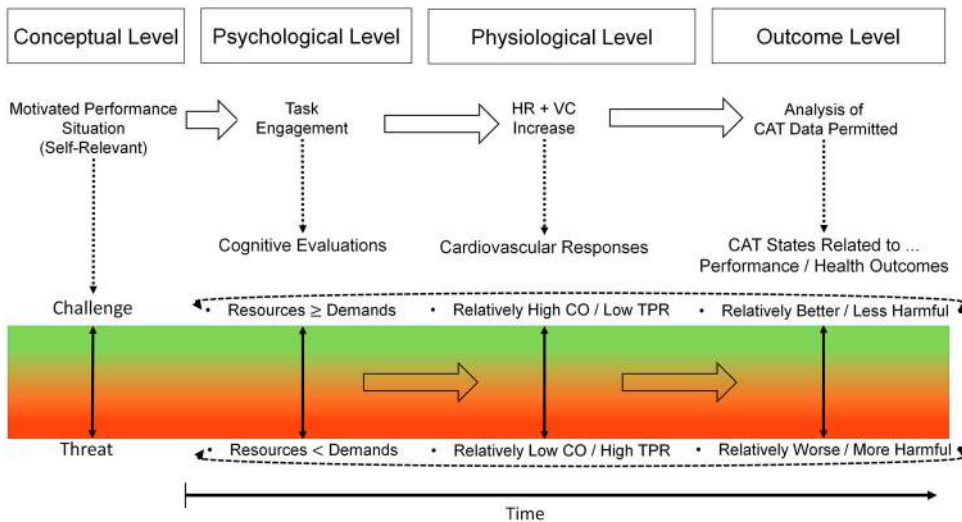 Conceptual Level
Psychological Level
Physiological Level
Outcome Level
Motivated Performance
Situation
(Self-Relevant)
Task
Engagement
HR + VC
Increase
Analysis of
CAT Data Permitted
Cognitive Evaluations
Cardiovascular Responses
CAT States Related to ...
Performance / Health Outcomes
Challenge
• Resources ≥ Demands
• Relatively High CO / Low TPR
• Relatively Better / Less Harmful
Threat
• Resources < Demands
• Relatively Low CO / High TPR
• Relatively Worse / More Harmful
Time